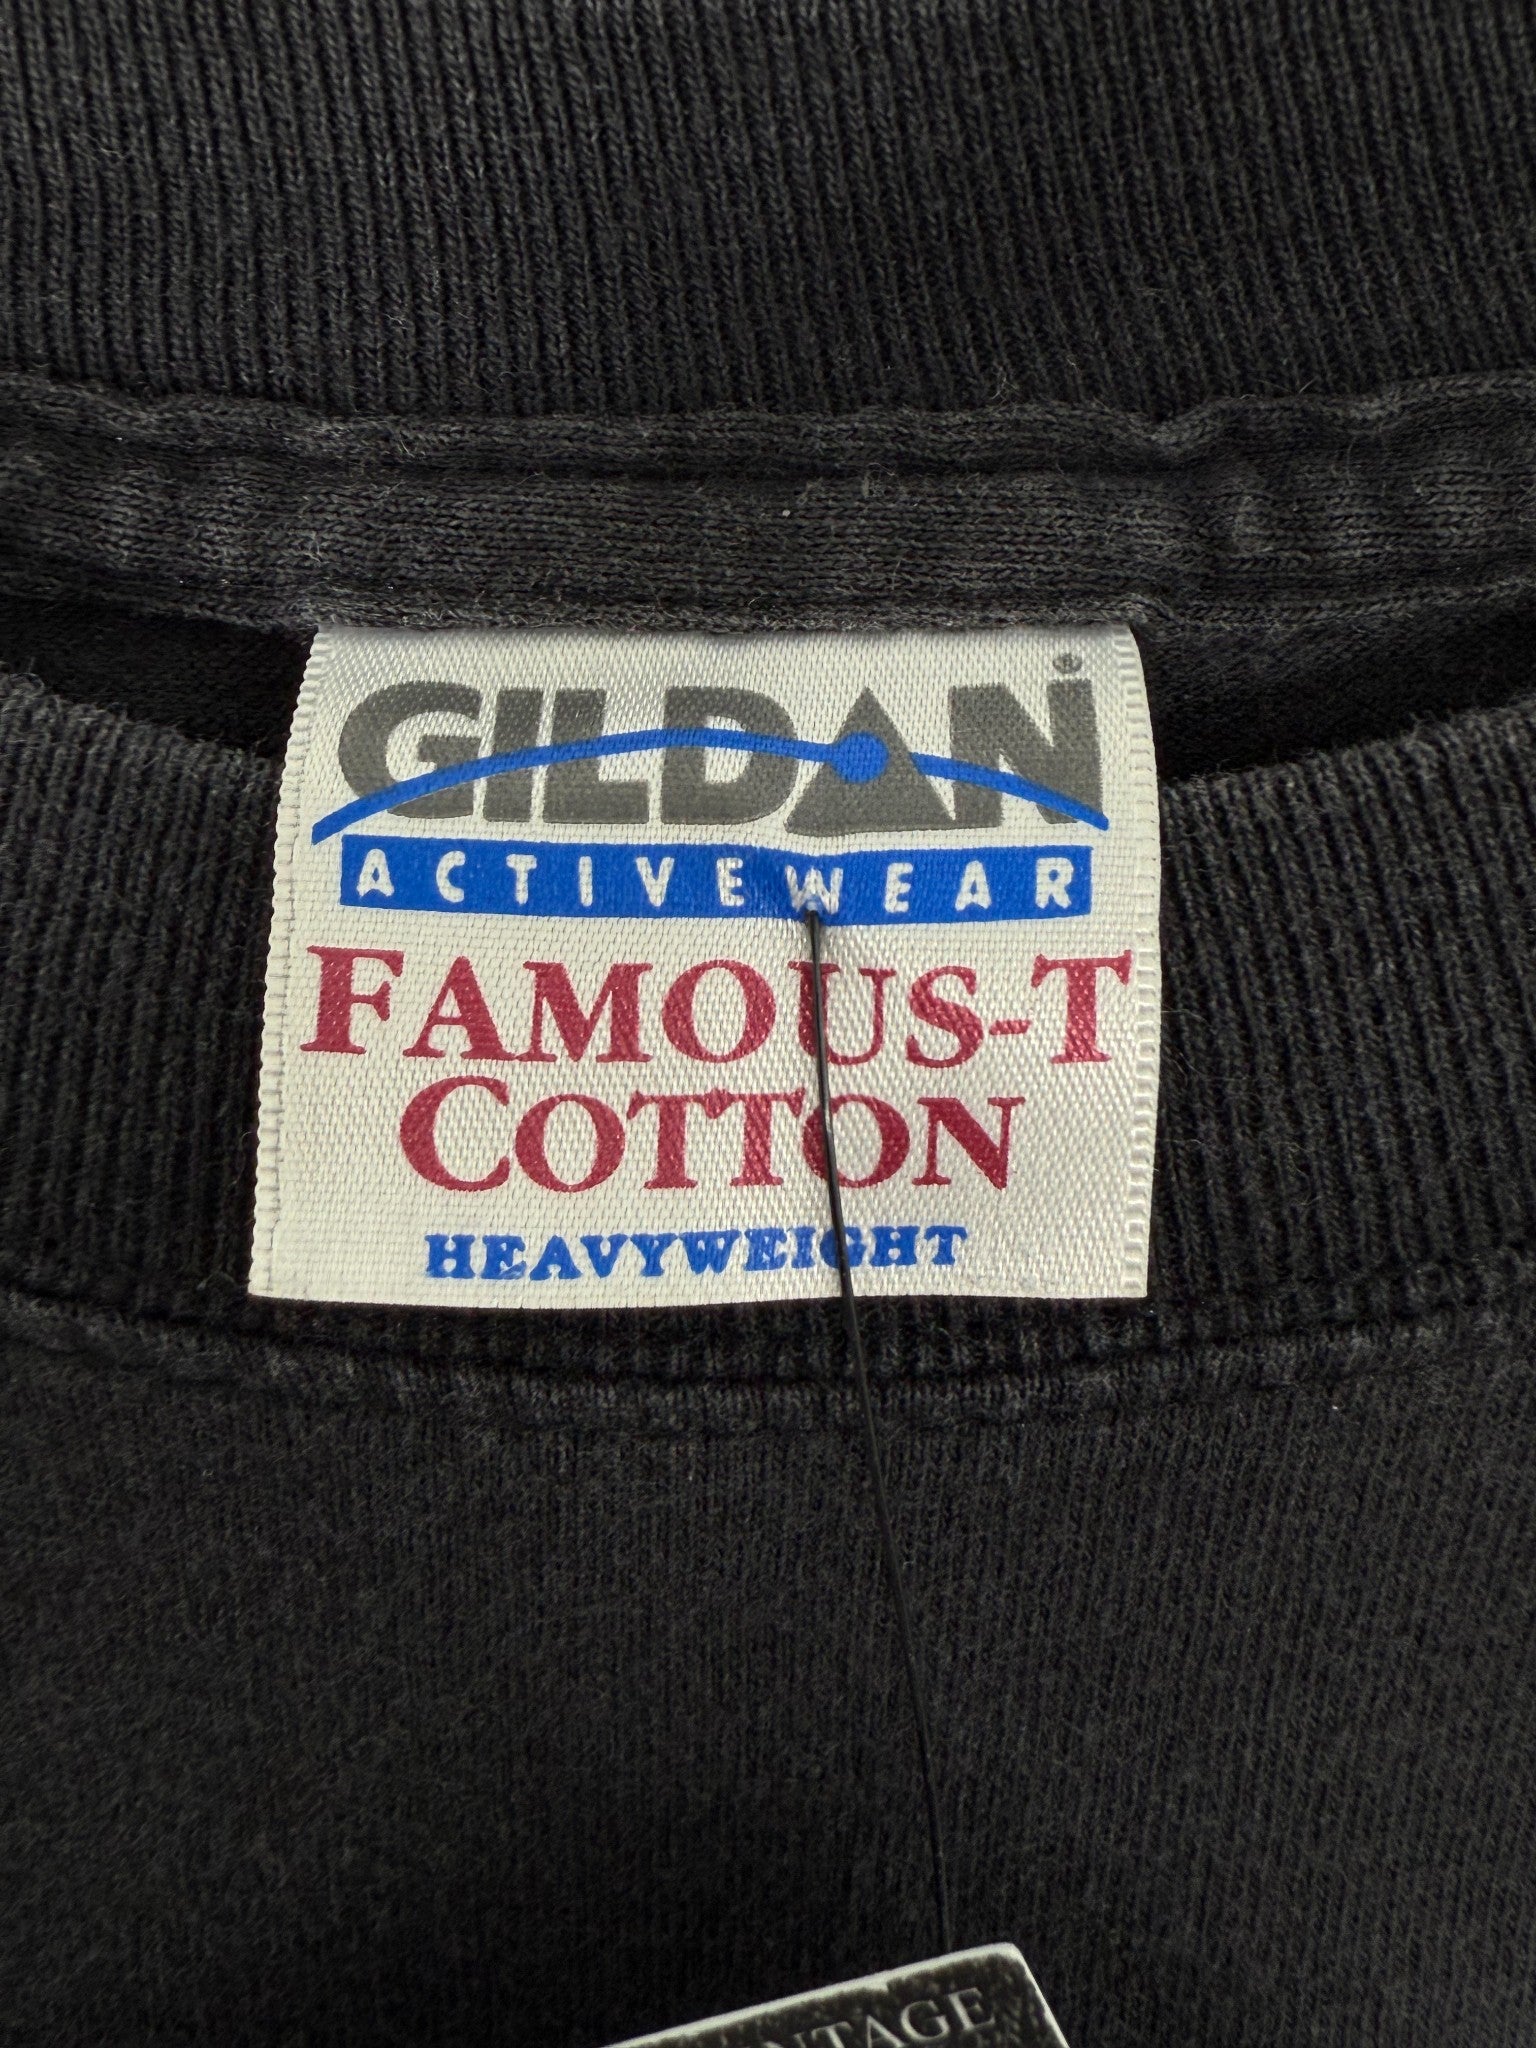 GILDAN®
ACTIVEWEAR
FAMOUS-T
COTTON
HEAVYWEIGHT